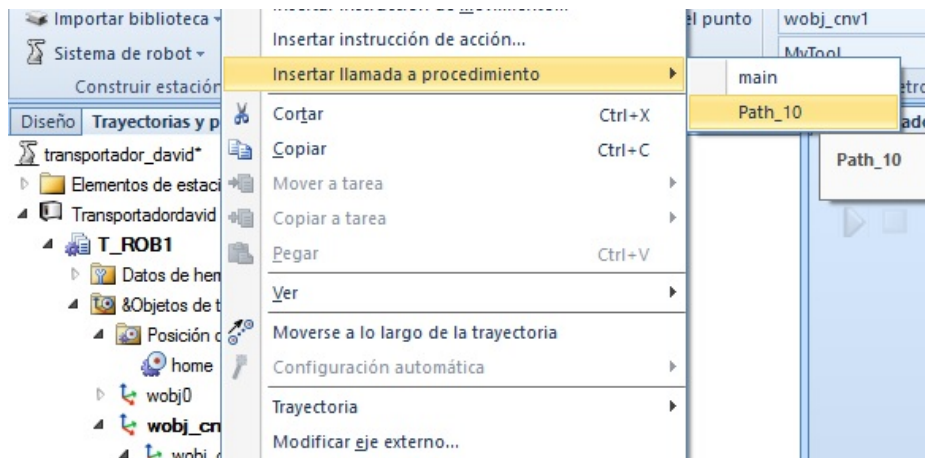 Importar biblioteca
el punto
wobj_cnv1
Insertar instrucción de acción...
Sistema de robot
MyTool
Insertar llamada a procedimiento
main
Construir estación
Path_10
Diseño Trayectorias y p
Cortar Ctrl+X
transportador_david*
Copiar Ctrl+C
Path_10
Elementos de estaci
Mover a tarea
Transportadordavid
Copiar a tarea
T_ROB1
Pegar Ctrl+V
Datos de her
Ver
&Objetos de t
Posición c
Moverse a lo largo de la trayectoria
home
Configuración automática
wobj0
Trayectoria
wobj_cn
Modificar eje externo...